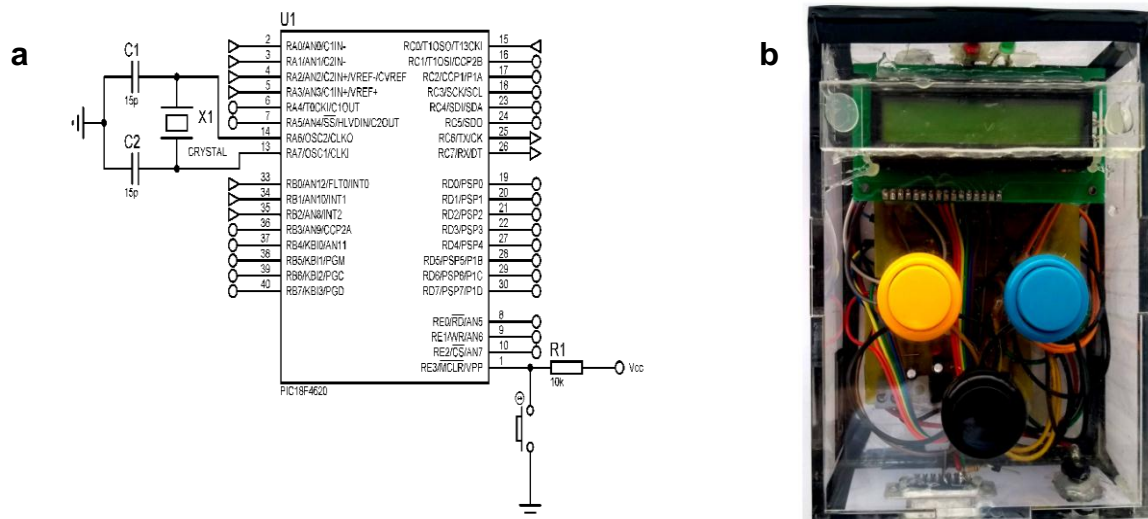 a
b
U1
C1
15p
C2
15p
X1
CRYSTAL
2 RA0/AN0/C1IN-
3 RA1/AN1/C2IN-
4 RA2/AN2/C2IN+/VREF-/CVREF
5 RA3/AN3/C1IN+/VREF+
6 RA4/T0CKI/C1OUT
7 RA5/AN4/SS/HLVDIN/C2OUT
14 RA6/OSC2/CLKO
13 RA7/OSC1/CLKI
33 RB0/AN12/FLT0/INT0
34 RB1/AN10/INT1
35 RB2/AN8/INT2
36 RB3/AN9/CCP2A
37 RB4/KBI0/AN11
38 RB5/KBI1/PGM
39 RB6/KBI2/PGC
40 RB7/KBI3/PGD
RC0/T1OSO/T13CKI 15
RC1/T1OSI/CCP2B 16
RC2/CCP1/P1A 17
RC3/SCK/SCL 18
RC4/SDI/SDA 23
RC5/SDO 24
RC6/TX/CK 25
RC7/RX/DT 26
RD0/PSP0 19
RD1/PSP1 20
RD2/PSP2 21
RD3/PSP3 22
RD4/PSP4 27
RD5/PSP5/P1B 28
RD6/PSP6/P1C 29
RD7/PSP7/P1D 30
RE0/RD/AN5 8
RE1/WR/AN6 9
RE2/CS/AN7 10
RE3/MCLR/VPP 1
R1
10k
Vcc
PIC18F4620